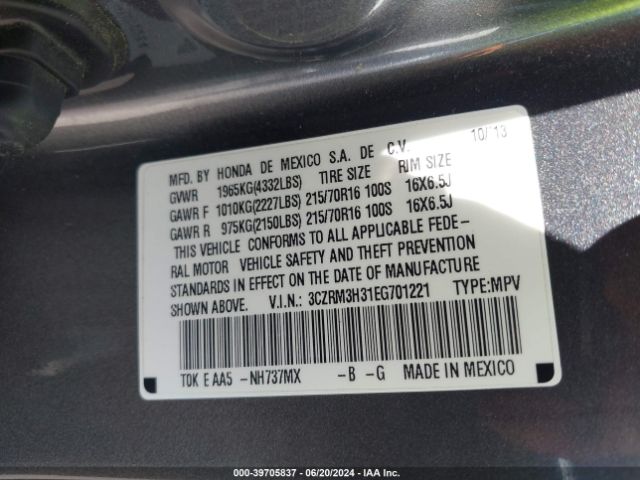 10/13
MFD. BY HONDA DE MEXICO S.A. DE C.V.
GVWR 1965KG(4332LBS) TIRE SIZE RIM SIZE
GAWR F 1010KG(2227LBS) 215/70R16 100S 16X6.5J
GAWR R 975KG(2150LBS) 215/70R16 100S 16X6.5J
THIS VEHICLE CONFORMS TO ALL APPLICABLE FEDE-
RAL MOTOR VEHICLE SAFETY AND THEFT PREVENTION
STANDARDS IN EFFECT ON THE DATE OF MANUFACTURE
SHOWN ABOVE. V.I.N.: 3CZRM3H31EG701221 TYPE:MPV
T0K E AA5 -NH737MX -B -G MADE IN MEXICO
000-39705837 - 06/20/2024 - IAAI.COM